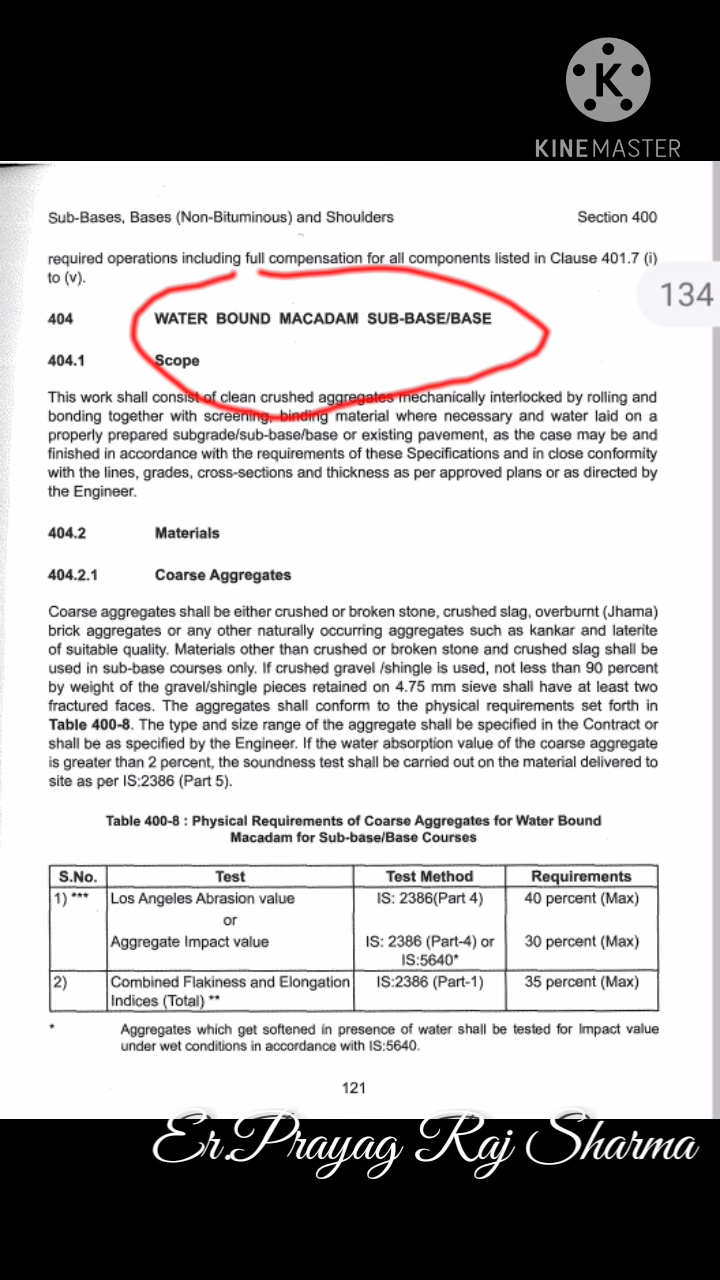 K
KINEMASTER
Sub-Bases, Bases (Non-Bituminous) and Shoulders Section 400
required operations including full compensation for all components listed in Clause 401.7 (i)
to (v).
134
404 WATER BOUND MACADAM SUB-BASE/BASE
404.1 Scope
This work shall consist of clean crushed aggregates mechanically interlocked by rolling and
bonding together with screening, binding material where necessary and water laid on a
properly prepared subgrade/sub-base/base or existing pavement, as the case may be and
finished in accordance with the requirements of these Specifications and in close conformity
with the lines, grades, cross-sections and thickness as per approved plans or as directed by
the Engineer.
404.2 Materials
404.2.1 Coarse Aggregates
Coarse aggregates shall be either crushed or broken stone, crushed slag, overburnt (Jhama)
brick aggregates or any other naturally occurring aggregates such as kankar and laterite
of suitable quality. Materials other than crushed or broken stone and crushed slag shall be
used in sub-base courses only. If crushed gravel /shingle is used, not less than 90 percent
by weight of the gravel/shingle pieces retained on 4.75 mm sieve shall have at least two
fractured faces. The aggregates shall conform to the physical requirements set forth in
Table 400-8. The type and size range of the aggregate shall be specified in the Contract or
shall be as specified by the Engineer. If the water absorption value of the coarse aggregate
is greater than 2 percent, the soundness test shall be carried out on the material delivered to
site as per IS:2386 (Part 5).
Table 400-8 : Physical Requirements of Coarse Aggregates for Water Bound
Macadam for Sub-base/Base Courses
S.No. Test Test Method Requirements
1) *** Los Angeles Abrasion value IS: 2386(Part 4) 40 percent (Max)
or
Aggregate Impact value IS: 2386 (Part-4) or 30 percent (Max)
IS:5640*
2) Combined Flakiness and Elongation IS:2386 (Part-1) 35 percent (Max)
Indices (Total) **
* Aggregates which get softened in presence of water shall be tested for Impact value
under wet conditions in accordance with IS:5640.
121
Er.Prayag Raj Sharma